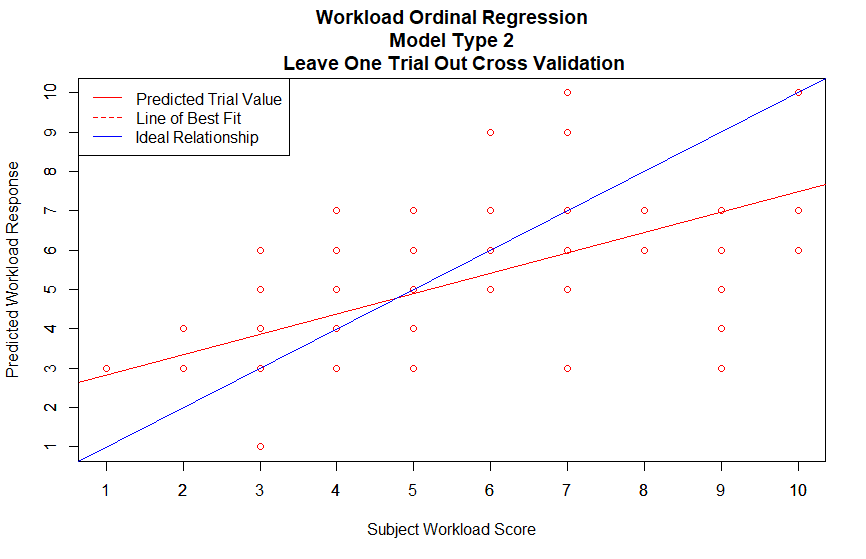 Workload Ordinal Regression
Model Type 2
Leave One Trial Out Cross Validation
Predicted Trial Value
Line of Best Fit
Ideal Relationship
Predicted Workload Response
10
9
8
7
6
5
4
3
2
1
1 2 3 4 5 6 7 8 9 10
Subject Workload Score